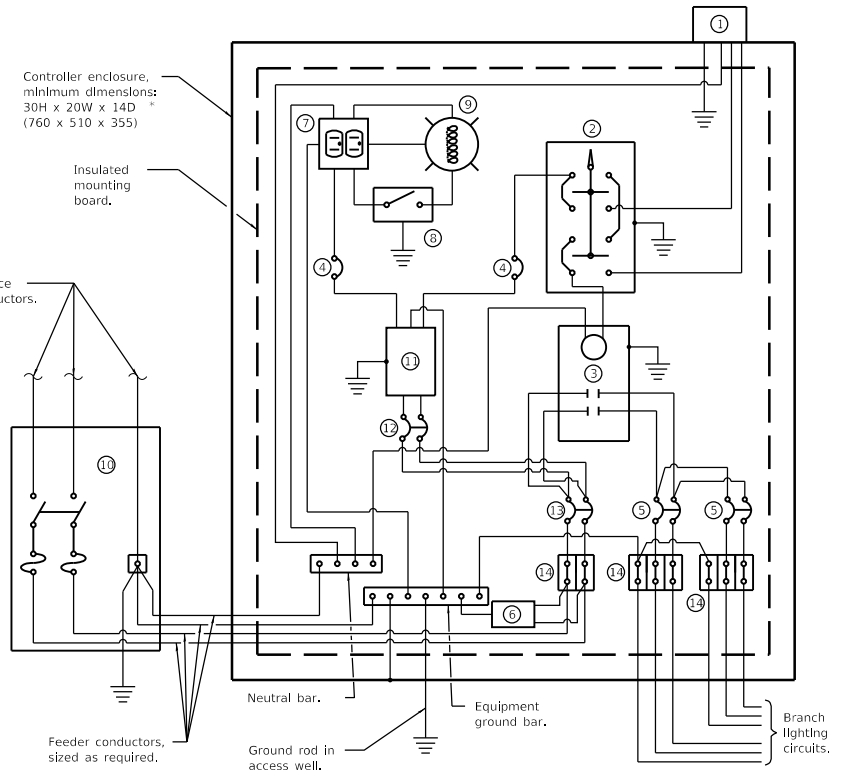 1
Controller enclosure,
minimum dimensions:
30H x 20W x 14D *
(760 x 510 x 355)
9
7
2
Insulated
mounting
board.
8
4
4
ce
uctors.
11
3
12
10
13
5
5
14
14
14
6
Neutral bar.
Equipment
ground bar.
Feeder conductors,
sized as required.
Ground rod in
access well.
Branch
lighting
circuits.